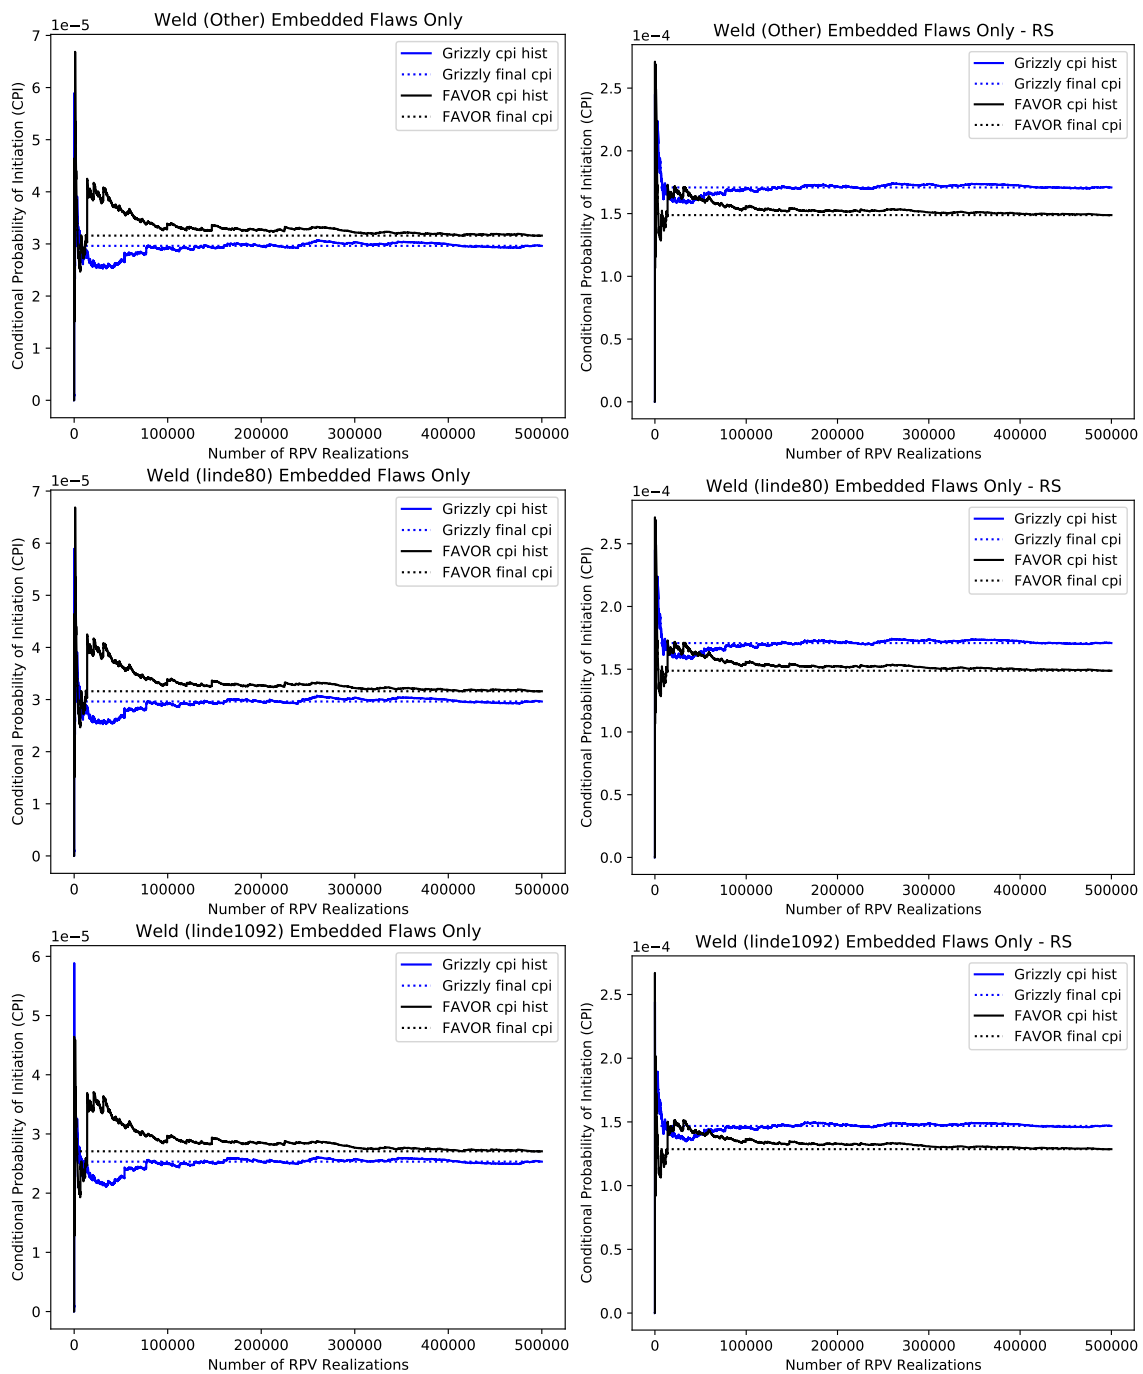 Weld (Other) Embedded Flaws Only
1e−5
7
6
5
4
3
2
1
0
Conditional Probability of Initiation (CPI)
Grizzly cpi hist
Grizzly final cpi
FAVOR cpi hist
FAVOR final cpi
0 100000 200000 300000 400000 500000
Number of RPV Realizations
Weld (Other) Embedded Flaws Only - RS
1e−4
2.5
2.0
1.5
1.0
0.5
0.0
Conditional Probability of Initiation (CPI)
Grizzly cpi hist
Grizzly final cpi
FAVOR cpi hist
FAVOR final cpi
0 100000 200000 300000 400000 500000
Number of RPV Realizations
Weld (linde80) Embedded Flaws Only
1e−5
7
6
5
4
3
2
1
0
Conditional Probability of Initiation (CPI)
Grizzly cpi hist
Grizzly final cpi
FAVOR cpi hist
FAVOR final cpi
0 100000 200000 300000 400000 500000
Number of RPV Realizations
Weld (linde80) Embedded Flaws Only - RS
1e−4
2.5
2.0
1.5
1.0
0.5
0.0
Conditional Probability of Initiation (CPI)
Grizzly cpi hist
Grizzly final cpi
FAVOR cpi hist
FAVOR final cpi
0 100000 200000 300000 400000 500000
Number of RPV Realizations
Weld (linde1092) Embedded Flaws Only
1e−5
6
5
4
3
2
1
0
Conditional Probability of Initiation (CPI)
Grizzly cpi hist
Grizzly final cpi
FAVOR cpi hist
FAVOR final cpi
0 100000 200000 300000 400000 500000
Number of RPV Realizations
Weld (linde1092) Embedded Flaws Only - RS
1e−4
2.5
2.0
1.5
1.0
0.5
0.0
Conditional Probability of Initiation (CPI)
Grizzly cpi hist
Grizzly final cpi
FAVOR cpi hist
FAVOR final cpi
0 100000 200000 300000 400000 500000
Number of RPV Realizations